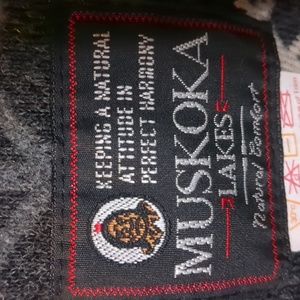 KEEPING A NATURAL
ATTITUDE IN
PERFECT HARMONY
MUSKOKA
LAKES
Natural Comfort